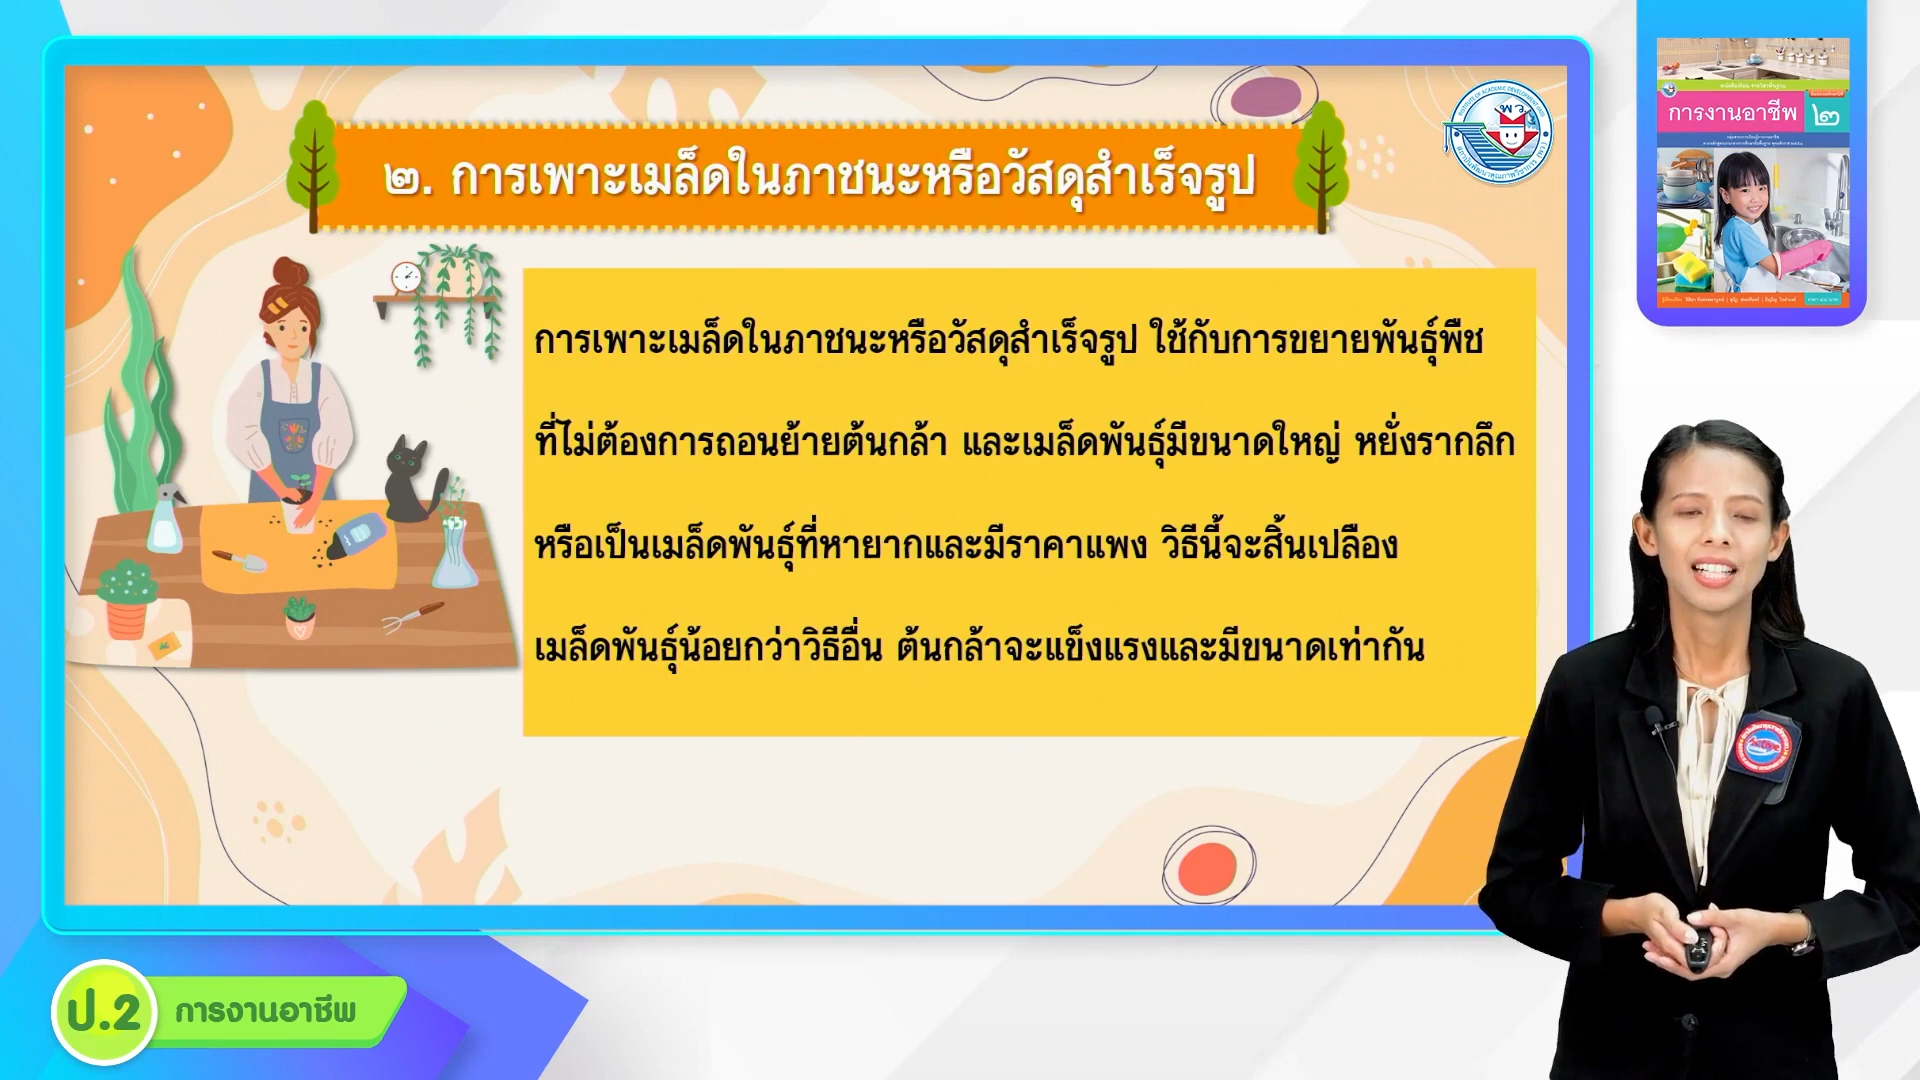 ๒. การเพาะเมล็ดในภาชนะหรือวัสดุสำเร็จรูป
การเพาะเมล็ดในภาชนะหรือวัสดุสำเร็จรูป ใช้กับการขยายพันธุ์พืช
ที่ไม่ต้องการถอนย้ายต้นกล้า และเมล็ดพันธุ์มีขนาดใหญ่ หยั่งรากลึก
หรือเป็นเมล็ดพันธุ์ที่หายากและมีราคาแพง วิธีนี้จะสิ้นเปลือง
เมล็ดพันธุ์น้อยกว่าวิธีอื่น ต้นกล้าจะแข็งแรงและมีขนาดเท่ากัน
พว
การงานอาชีพ ๒
ป.2 การงานอาชีพ